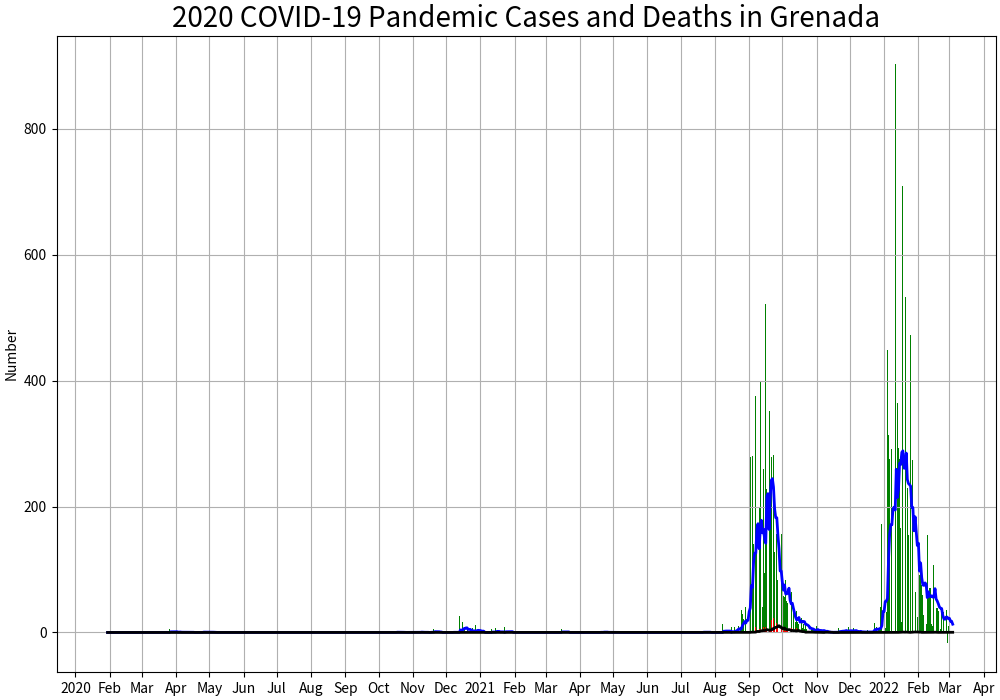 2020 COVID-19 Pandemic Cases and Deaths in Grenada
Number
800
600
400
200
0
2020 Feb Mar Apr May Jun Jul Aug Sep Oct Nov Dec 2021 Feb Mar Apr May Jun Jul Aug Sep Oct Nov Dec 2022 Feb Mar Apr